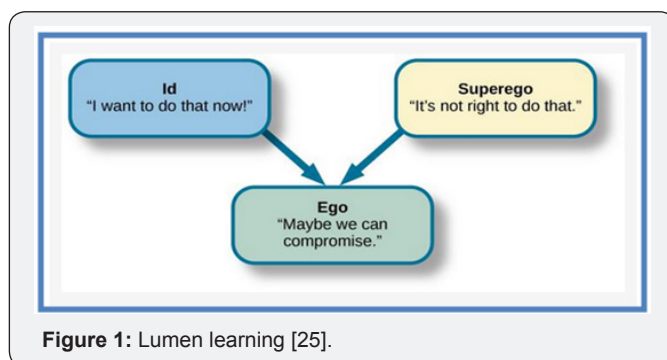 Id
"I want to do that now!"
Superego
"It's not right to do that."
Ego
"Maybe we can
compromise."
Figure 1: Lumen learning [25].